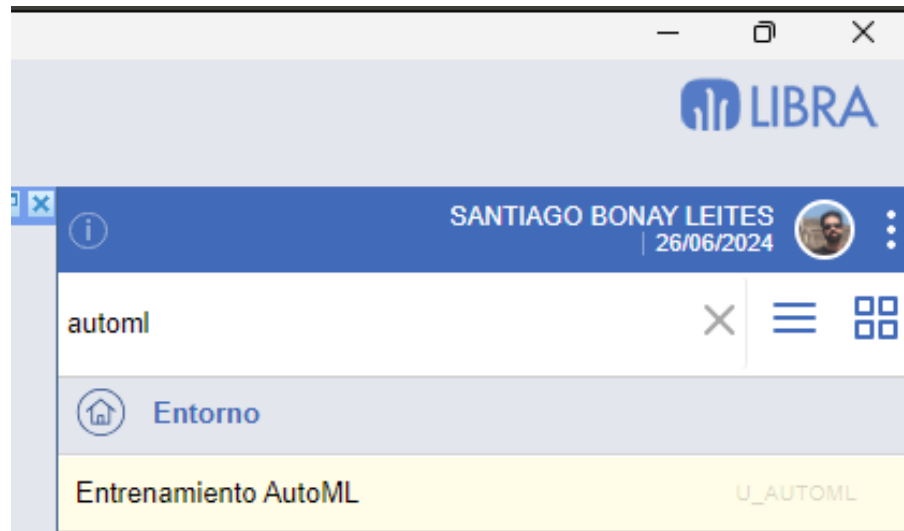 LIBRA
SANTIAGO BONAY LEITES
26/06/2024
automl
Entorno
Entrenamiento AutoML U_AUTOML